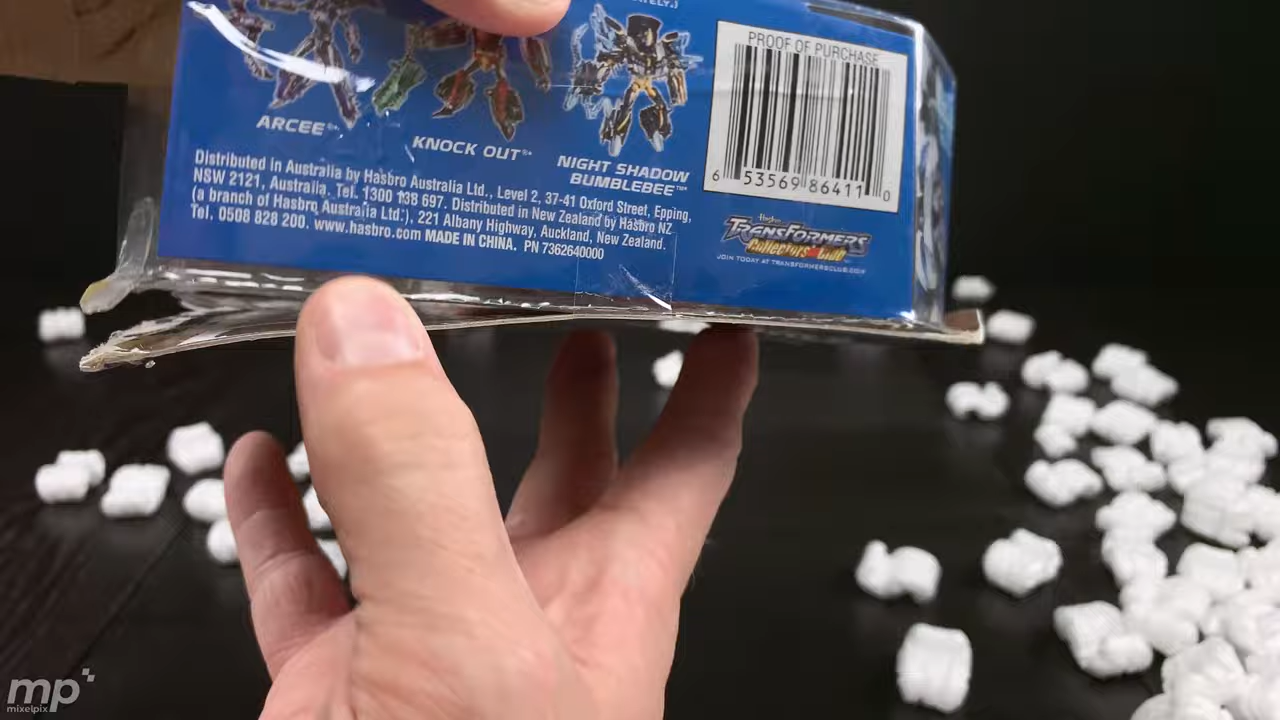 PROOF OF PURCHASE
ARCEE®*
KNOCK OUT®*
NIGHT SHADOW
BUMBLEBEE™*
6 53569 86411 0
Distributed in Australia by Hasbro Australia Ltd., Level 2, 37-41 Oxford Street, Epping,
NSW 2121, Australia. Tel. 1300 138 697. Distributed in New Zealand by Hasbro NZ
(a branch of Hasbro Australia Ltd.), 221 Albany Highway, Auckland, New Zealand.
Tel. 0508 828 200. www.hasbro.com MADE IN CHINA. PN 7362640000
Hasbro
TRANSFORMERS
Collectors Club
JOIN TODAY AT TRANSFORMERSCLUB.COM
mp
mixelpix